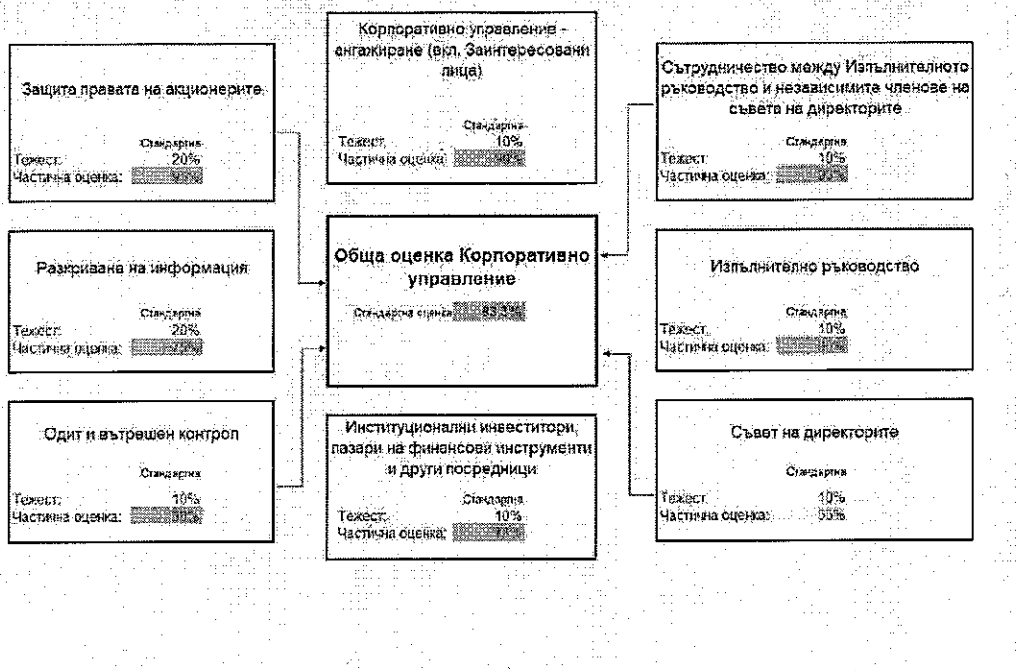 Защита правата на акционерите
Стандартна
Тежест: 20%
Частична оценка:
Корпоративно управление -
ангажиране (вкл. Заинтересовани
лица)
Стандартна
Тежест: 10%
Частична оценка:
Сътрудничество между Изпълнителното
ръководство и независимите членове на
съвета на директорите
Стандартна
Тежест: 10%
Частична оценка:
Разкриване на информация
Стандартна
Тежест: 20%
Частична оценка:
Обща оценка Корпоративно
управление
Стандартна оценка
Изпълнително ръководство
Стандартна
Тежест: 10%
Частична оценка:
Одит и вътрешен контрол
Стандартна
Тежест: 10%
Частична оценка:
Институционални инвеститори,
пазари на финансови инструменти
и други посредници
Стандартна
Тежест: 10%
Частична оценка:
Съвет на директорите
Стандартна
Тежест: 10%
Частична оценка: